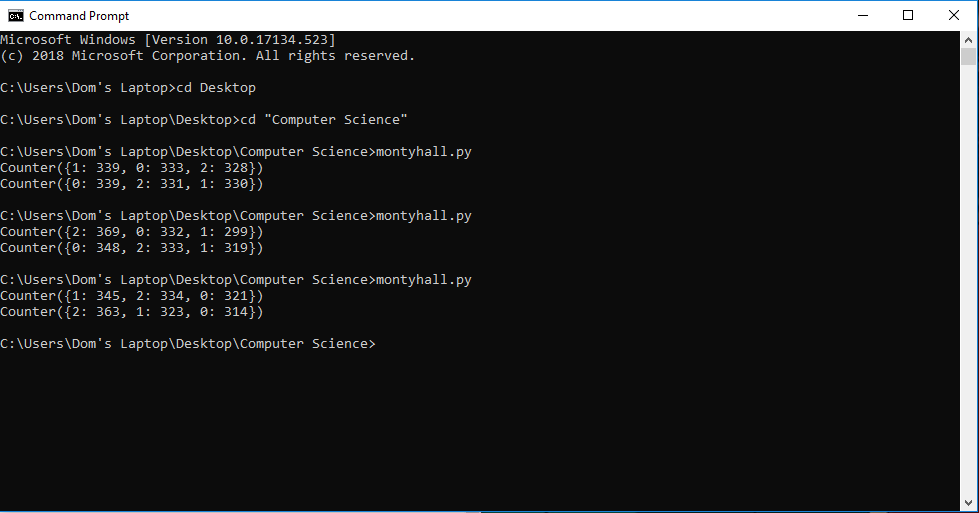 Command Prompt
Microsoft Windows [Version 10.0.17134.523]
(c) 2018 Microsoft Corporation. All rights reserved.
C:\Users\Dom's Laptop>cd Desktop
C:\Users\Dom's Laptop\Desktop>cd "Computer Science"
C:\Users\Dom's Laptop\Desktop\Computer Science>montyhall.py
Counter({1: 339, 0: 333, 2: 328})
Counter({0: 339, 2: 331, 1: 330})
C:\Users\Dom's Laptop\Desktop\Computer Science>montyhall.py
Counter({2: 369, 0: 332, 1: 299})
Counter({0: 348, 2: 333, 1: 319})
C:\Users\Dom's Laptop\Desktop\Computer Science>montyhall.py
Counter({1: 345, 2: 334, 0: 321})
Counter({2: 363, 1: 323, 0: 314})
C:\Users\Dom's Laptop\Desktop\Computer Science>